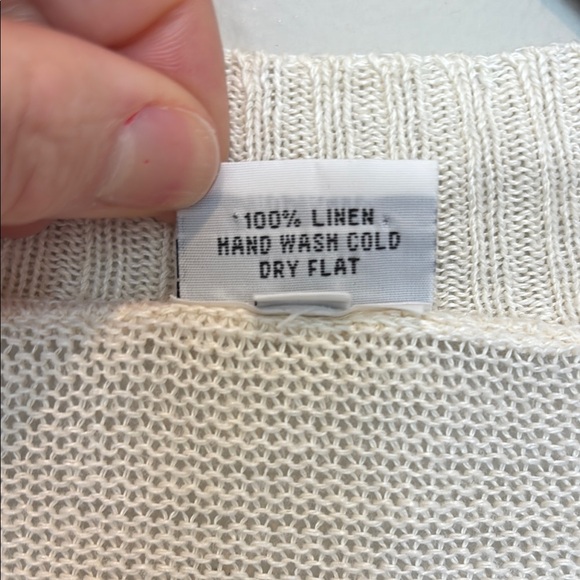 100% LINEN
HAND WASH COLD
DRY FLAT